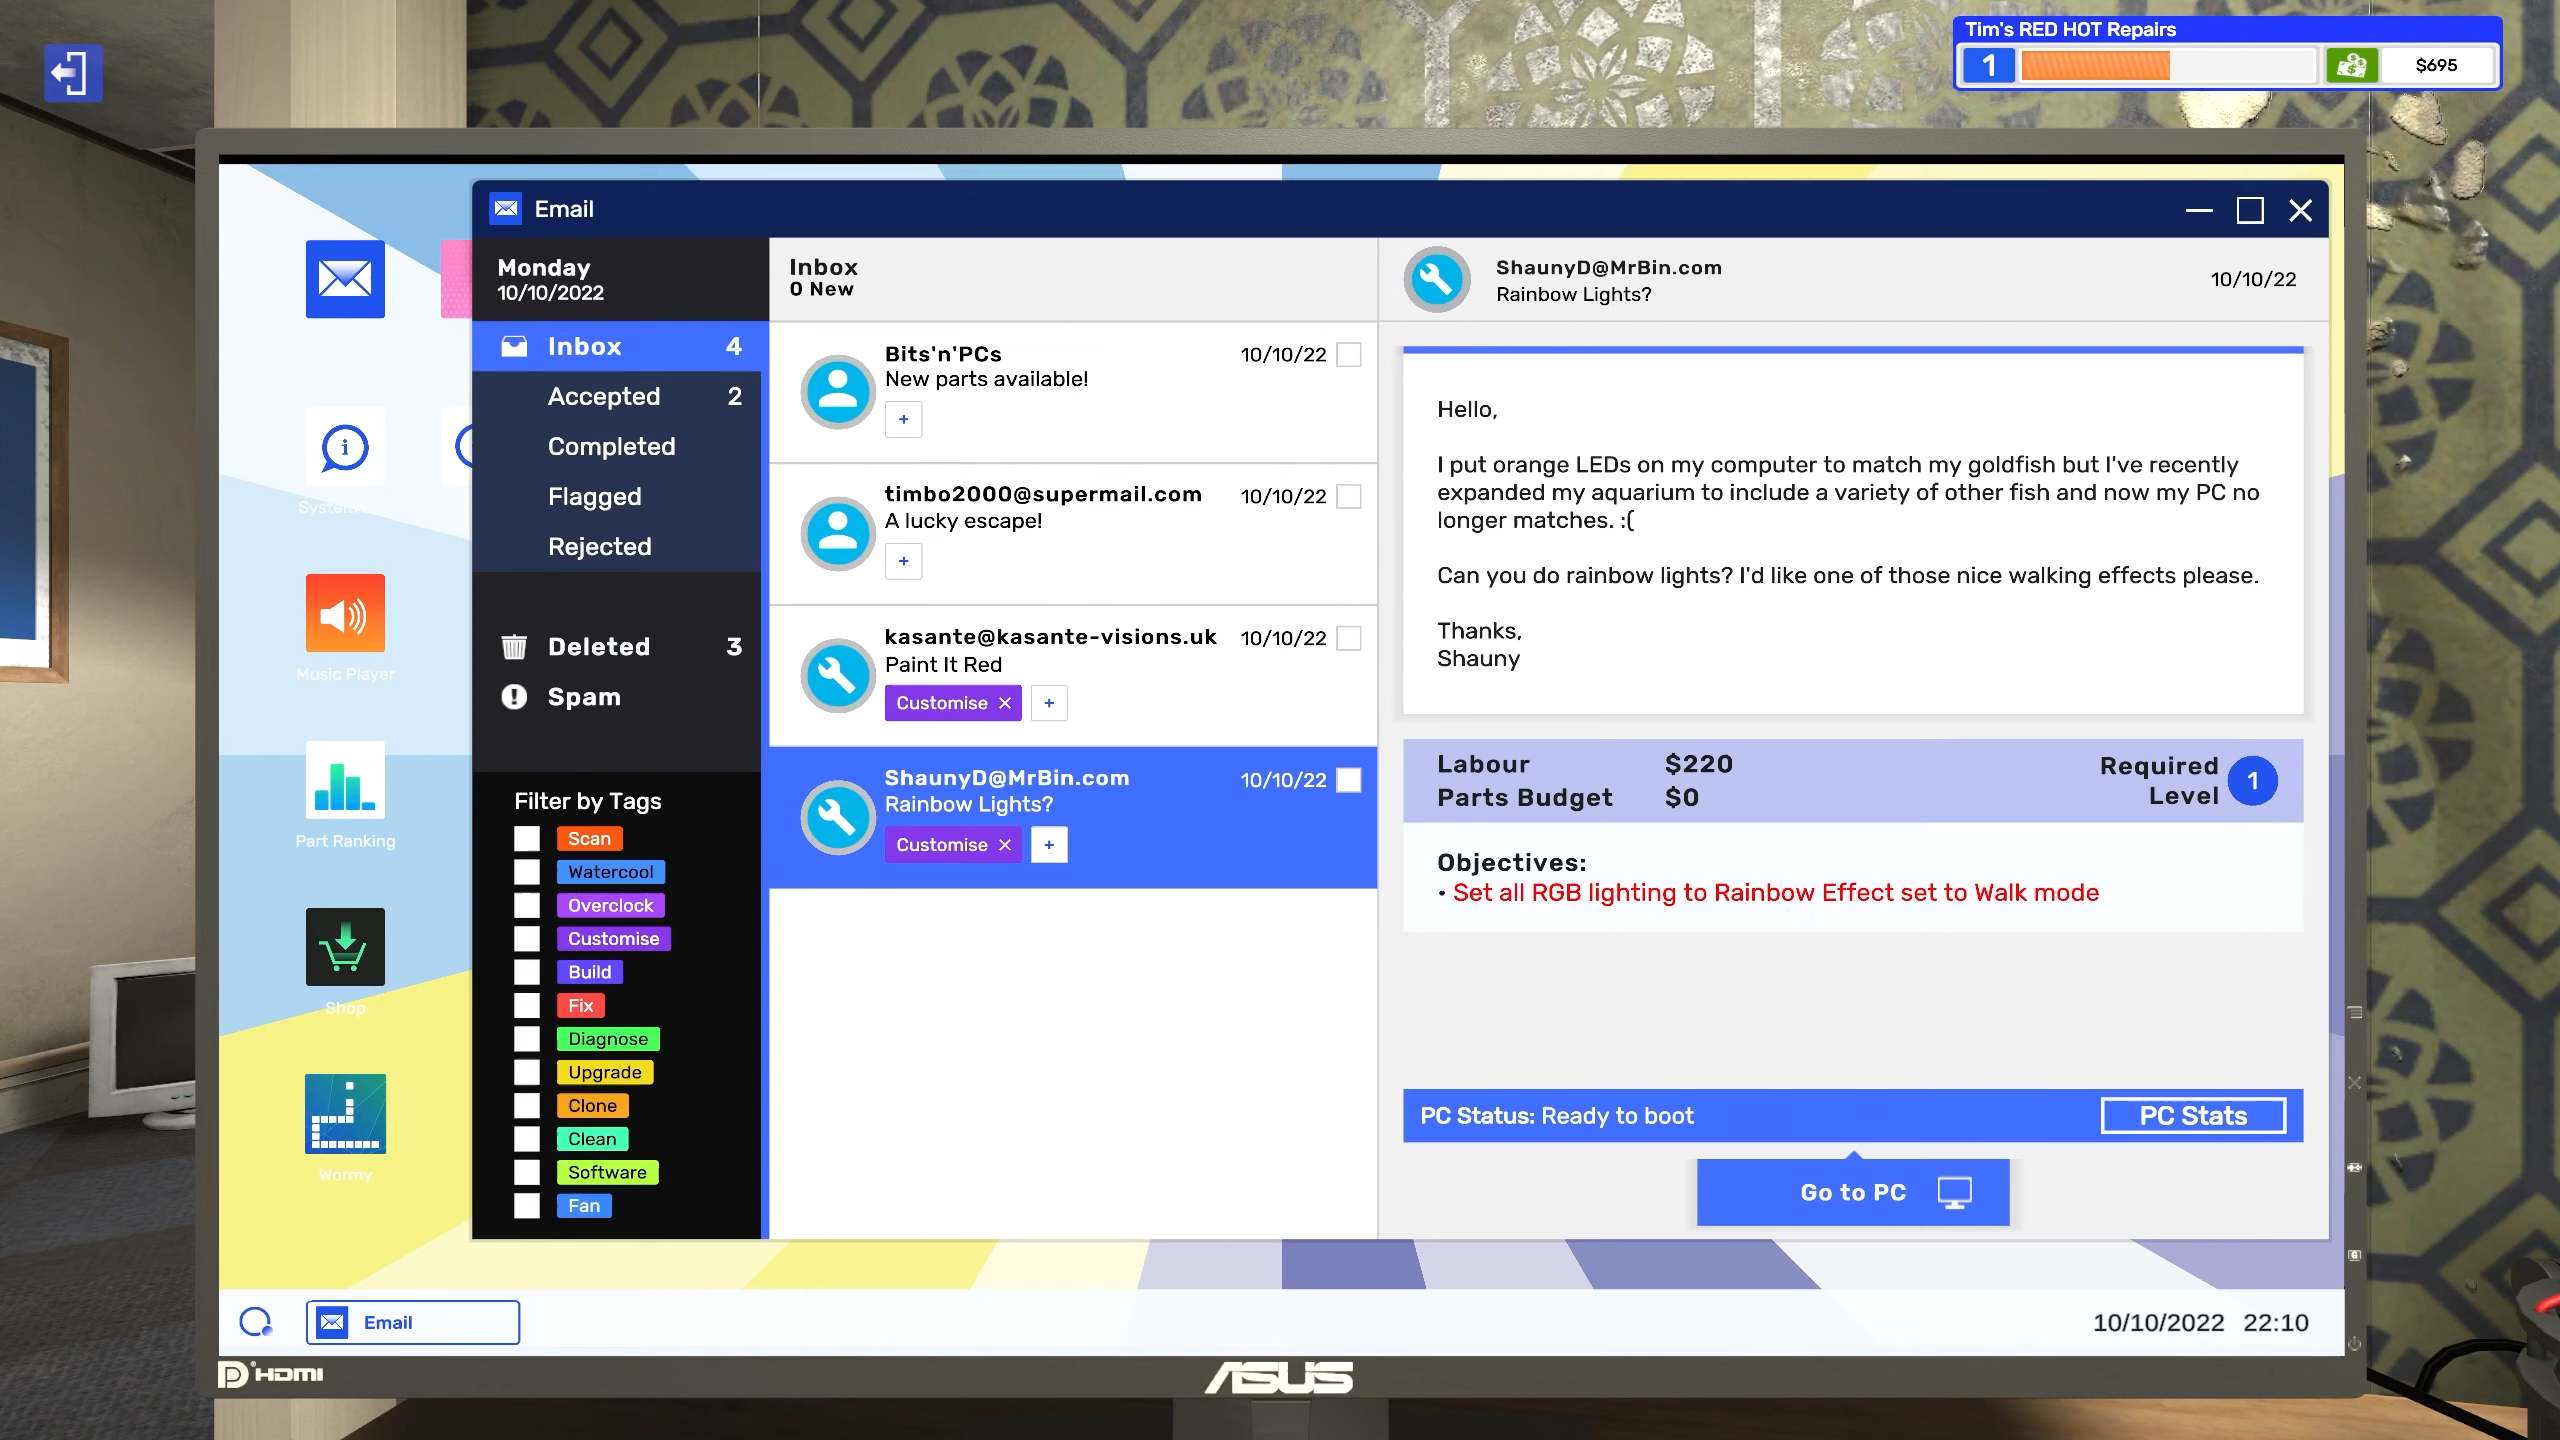 Tim's RED HOT Repairs
1
$695
Email
Monday
10/10/2022
Inbox 4
Accepted 2
Completed
Flagged
Rejected
Deleted 3
Spam
Filter by Tags
Scan
Watercool
Overclock
Customise
Build
Fix
Diagnose
Upgrade
Clone
Clean
Software
Fan
Inbox
0 New
Bits'n'PCs 10/10/22
New parts available!
+
timbo2000@supermail.com 10/10/22
A lucky escape!
+
kasante@kasante-visions.uk 10/10/22
Paint It Red
Customise × +
ShaunyD@MrBin.com 10/10/22
Rainbow Lights?
Customise × +
ShaunyD@MrBin.com
Rainbow Lights?
10/10/22
Hello,
I put orange LEDs on my computer to match my goldfish but I've recently
expanded my aquarium to include a variety of other fish and now my PC no
longer matches. :(
Can you do rainbow lights? I'd like one of those nice walking effects please.
Thanks,
Shauny
Labour $220
Parts Budget $0
Required
Level 1
Objectives:
• Set all RGB lighting to Rainbow Effect set to Walk mode
PC Status: Ready to boot
PC Stats
Go to PC
System
Music Player
Part Ranking
Shop
Wormy
Email
10/10/2022 22:10
HDMI
ASUS